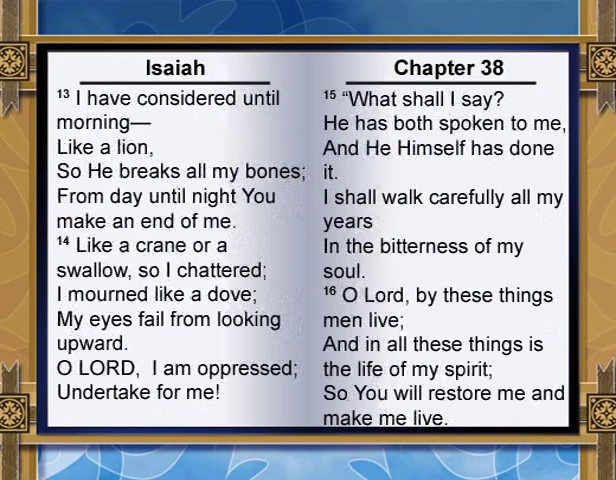 Isaiah
13 I have considered until
morning—
Like a lion,
So He breaks all my bones;
From day until night You
make an end of me.
14 Like a crane or a
swallow, so I chattered;
I mourned like a dove;
My eyes fail from looking
upward.
O LORD,  I am oppressed;
Undertake for me!
Chapter 38
15 “What shall I say?
He has both spoken to me,
And He Himself has done
it.
I shall walk carefully all my
years
In the bitterness of my
soul.
16 O Lord, by these things
men live;
And in all these things is
the life of my spirit;
So You will restore me and
make me live.